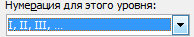 Нумерация для этого уровня:
I, II, III, ...